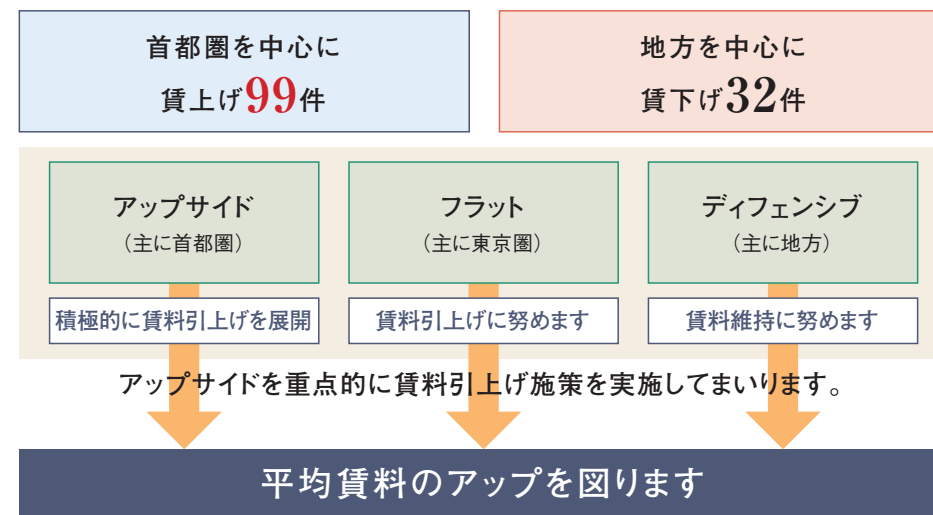 首都圏を中心に
賃上げ99件
地方を中心に
賃下げ32件
アップサイド
（主に首都圏）
フラット
（主に東京圏）
ディフェンシブ
（主に地方）
積極的に賃料引上げを展開
賃料引上げに努めます
賃料維持に努めます
アップサイドを重点的に賃料引上げ施策を実施してまいります。
平均賃料のアップを図ります